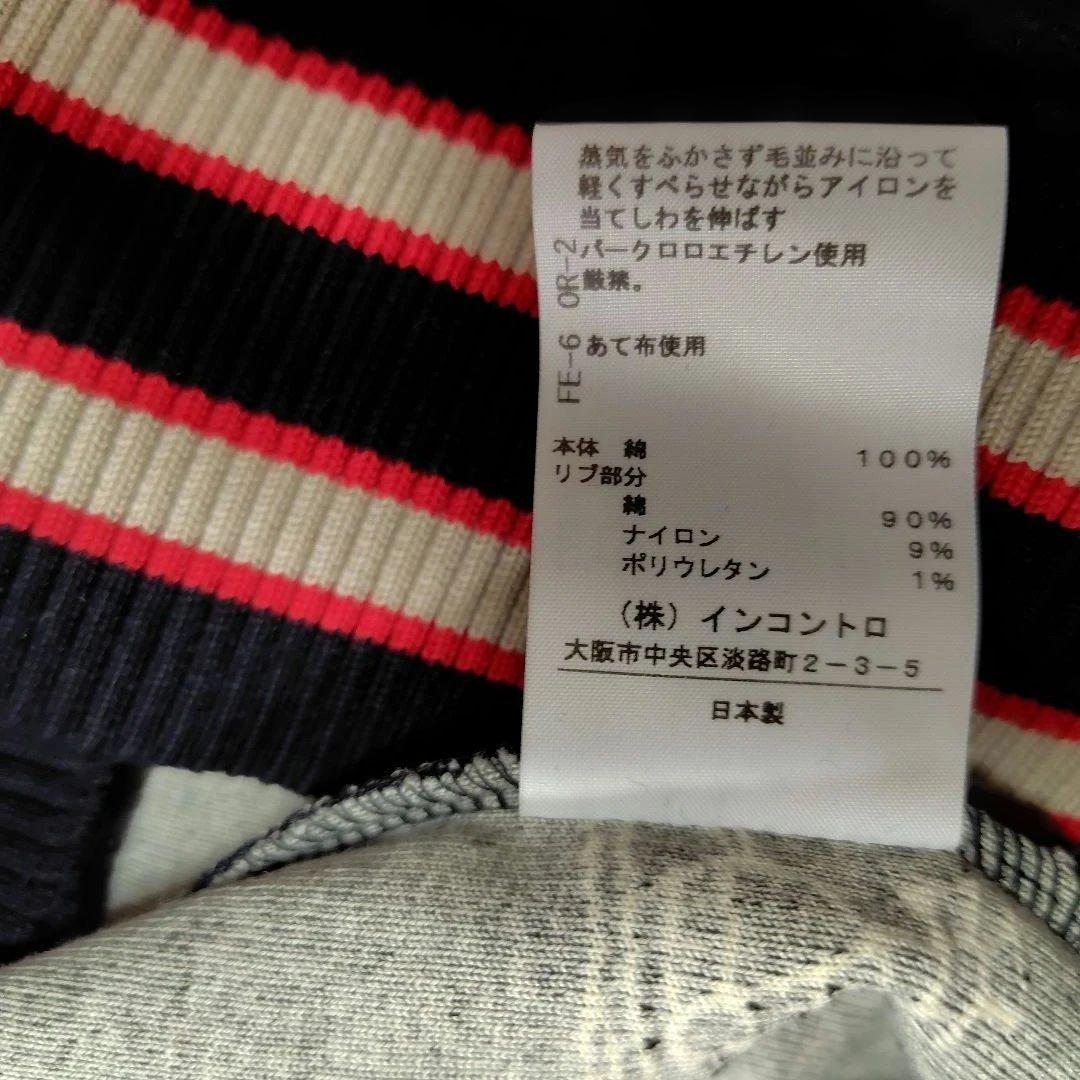 蒸気をふかさず毛並みに沿って
軽くすべらせながらアイロンを
当てしわを伸ばす
パークロロエチレン使用
厳禁。
OR-2
あて布使用
FE-6
本体 綿 100%
リブ部分
綿 90%
ナイロン 9%
ポリウレタン 1%
(株)インコントロ
大阪市中央区淡路町2-3-5
日本製